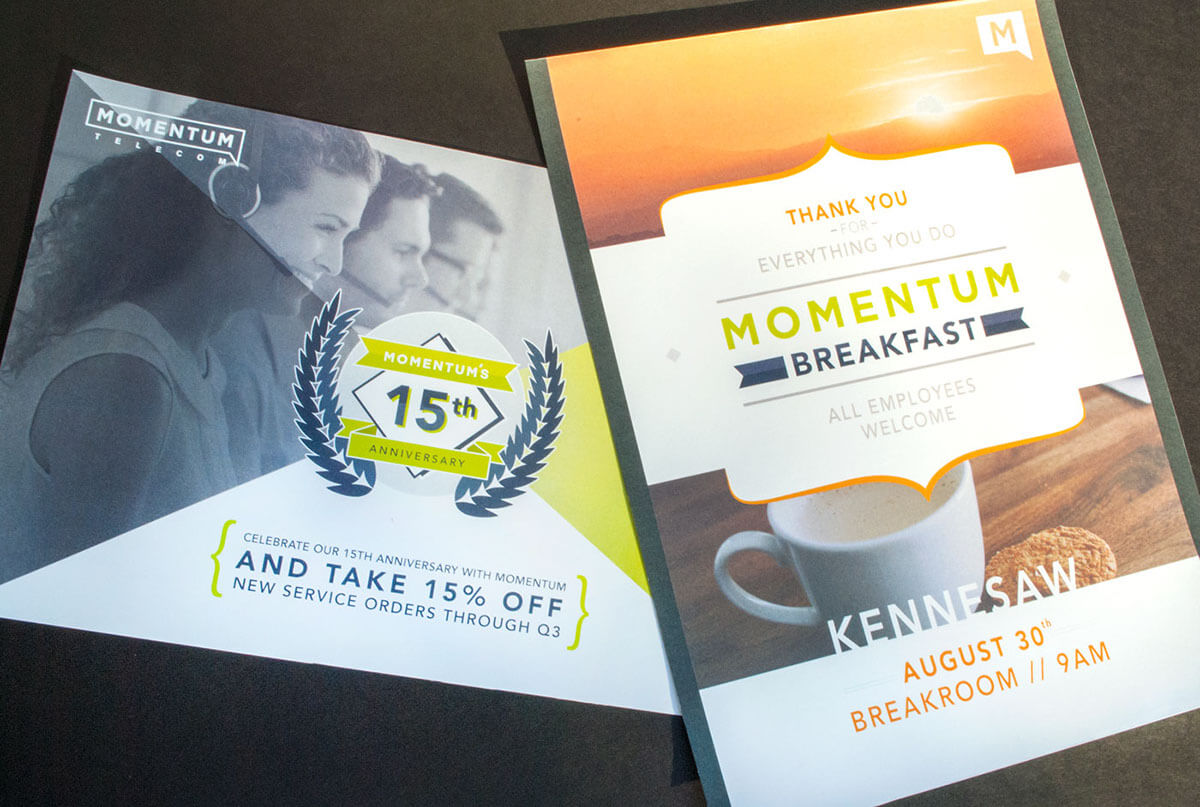 MOMENTUM
TELECOM
MOMENTUM'S
15th
ANNIVERSARY
CELEBRATE OUR 15TH ANNIVERSARY WITH MOMENTUM
AND TAKE 15% OFF
NEW SERVICE ORDERS THROUGH Q3
M
THANK YOU
-FOR-
EVERYTHING YOU DO
MOMENTUM
BREAKFAST
ALL EMPLOYEES
WELCOME
KENNESAW
AUGUST 30th
BREAKROOM // 9AM